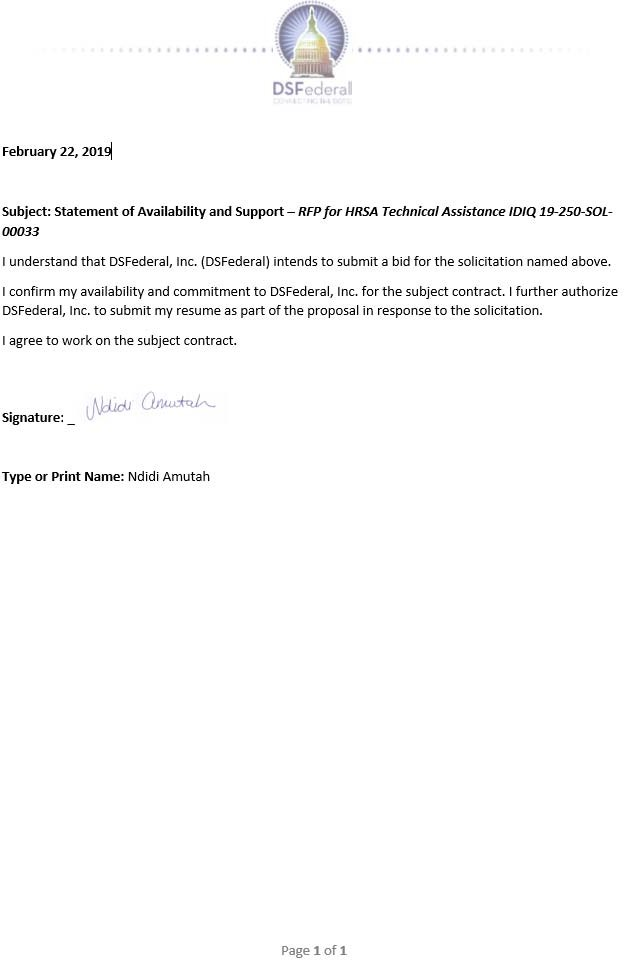 DSFederal
CONNECTING THE DOTS
February 22, 2019
Subject: Statement of Availability and Support – RFP for HRSA Technical Assistance IDIQ 19-250-SOL-
00033
I understand that DSFederal, Inc. (DSFederal) intends to submit a bid for the solicitation named above.
I confirm my availability and commitment to DSFederal, Inc. for the subject contract. I further authorize
DSFederal, Inc. to submit my resume as part of the proposal in response to the solicitation.
I agree to work on the subject contract.
Signature: _ Ndidi Amutah
Type or Print Name: Ndidi Amutah
Page 1 of 1